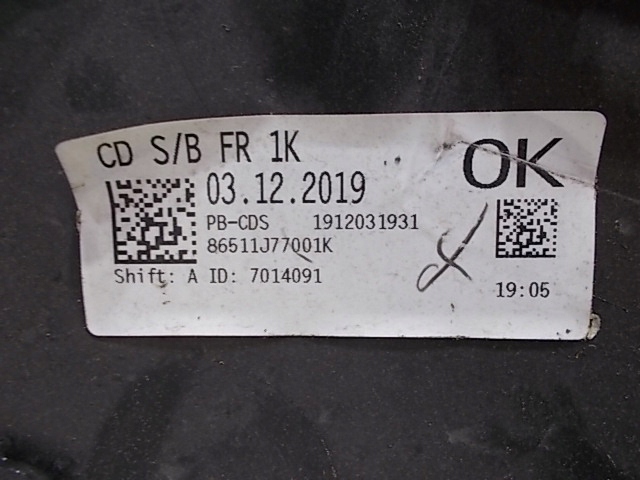 CD S/B FR 1K
OK
03.12.2019
PB-CDS 1912031931
86511J77001K
Shift: A ID: 7014091
19:05